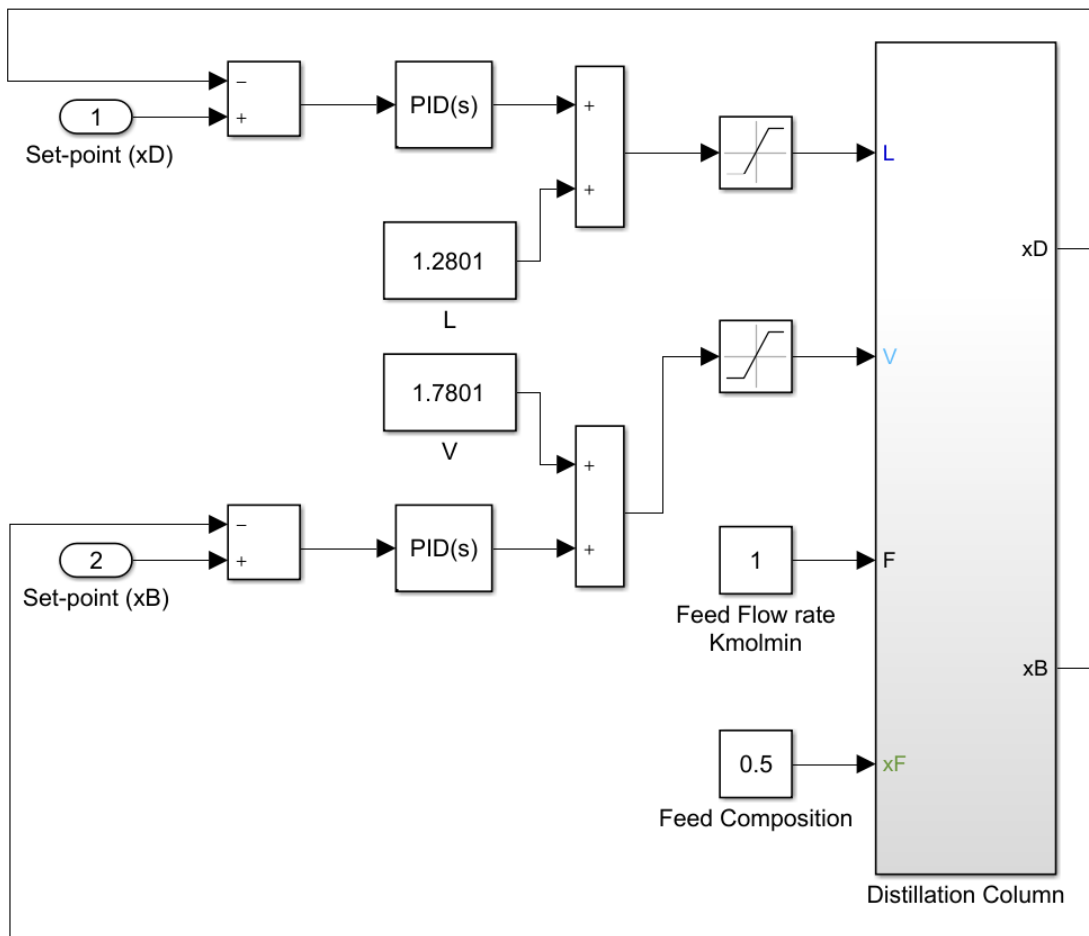 −
+
1
Set-point (xD)
PID(s)
+
+
1.2801
L
L
xD
1.7801
V
V
+
+
−
+
2
Set-point (xB)
PID(s)
1
Feed Flow rate
Kmolmin
F
xB
0.5
Feed Composition
xF
Distillation Column